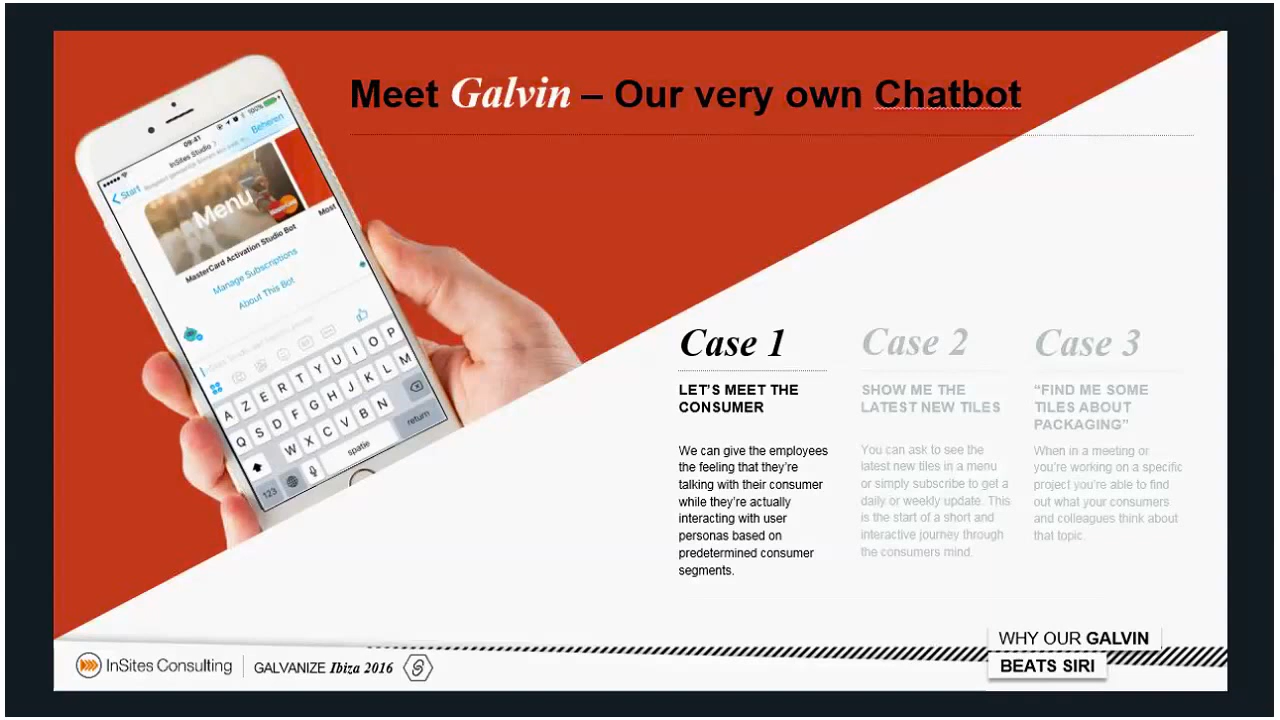 Meet Galvin – Our very own Chatbot
100%
09:41
Beheren
InSites Studio
Start
Menu
MasterCard
Most
MasterCard Activation Studio Bot
Manage Subscriptions
About This Bot
A Z E R T Y U I O P
Q S D F G H J K L M
W X C V B N
123
spatie
return
Case 1
LET'S MEET THE
CONSUMER
We can give the employees
the feeling that they're
talking with their consumer
while they're actually
interacting with user
personas based on
predetermined consumer
segments.
Case 2
SHOW ME THE
LATEST NEW TILES
You can ask to see the
latest new tiles in a menu
or simply subscribe to get a
daily or weekly update. This
is the start of a short and
interactive journey through
the consumers mind.
Case 3
“FIND ME SOME
TILES ABOUT
PACKAGING”
When in a meeting or
you're working on a specific
project you're able to find
out what your consumers
and colleagues think about
that topic.
WHY OUR GALVIN
BEATS SIRI
InSites Consulting
GALVANIZE Ibiza 2016